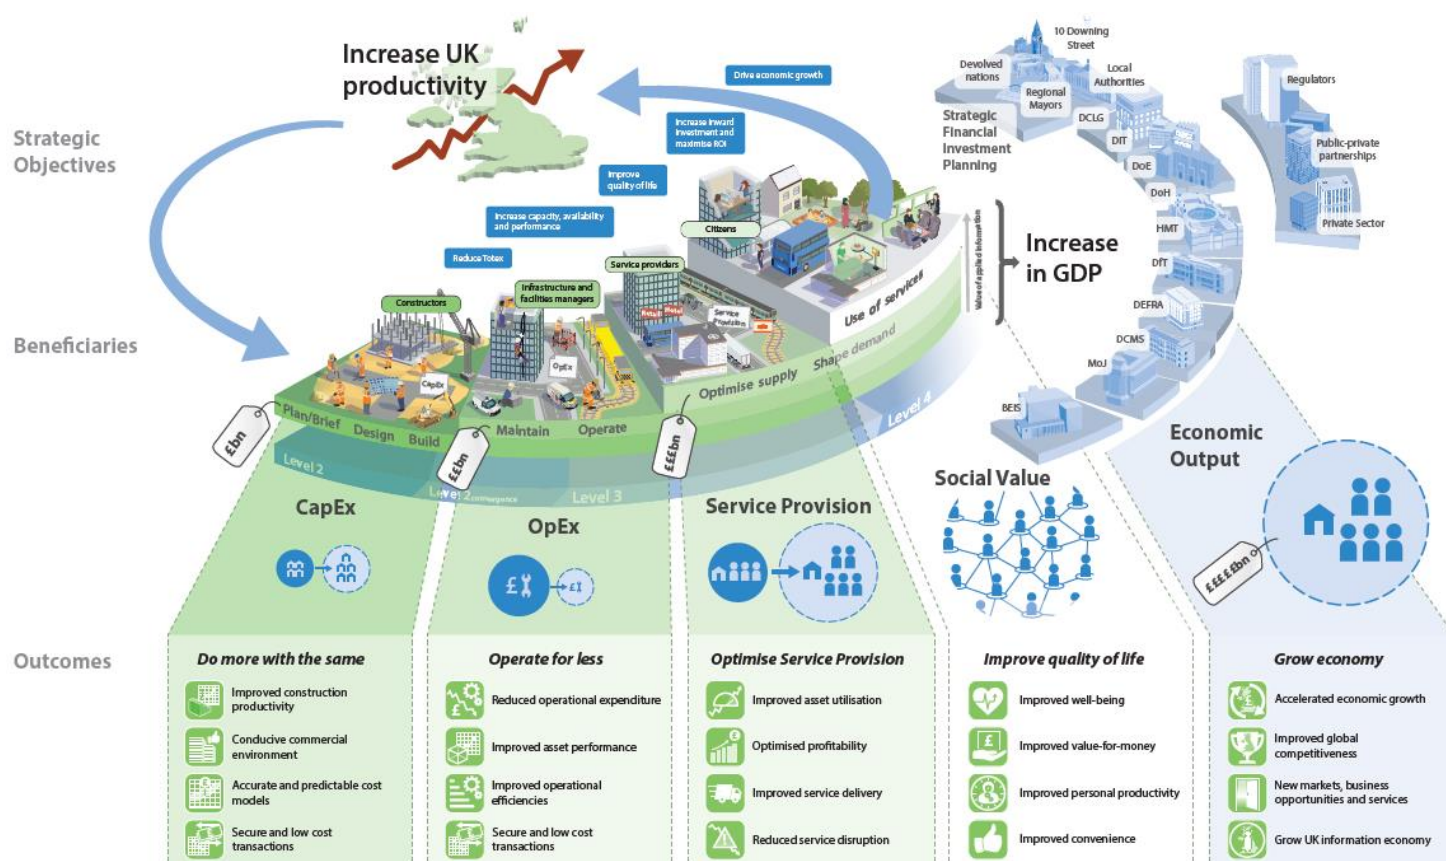 Increase UK
productivity
Drive economic growth
Increase inward
investment and
maximise ROI
Improve
quality of life
Increase capacity, availability
and performance
Reduce Totex
Strategic
Objectives
Beneficiaries
Outcomes
Constructors
Infrastructure and
facilities managers
Service providers
Citizens
CapEx
OpEx
Retail
Hotel
Service
Provision
Plan/Brief
Design
Build
Maintain
Operate
Optimise supply
Shape demand
Use of services
Value of applied information
Level 2
Level 2 convergence
Level 3
Level 4
£bn
££bn
£££bn
Increase
in GDP
10 Downing
Street
Devolved
nations
Local
Authorities
Regional
Mayors
Strategic
Financial
Investment
Planning
DCLG
DIT
DoE
DoH
HMT
DfT
DEFRA
DCMS
MoJ
BEIS
Regulators
Public-private
partnerships
Private Sector
CapEx
OpEx
£
£
Service Provision
Social Value
Economic
Output
££££bn
Do more with the same
Improved construction
productivity
Conducive commercial
environment
Accurate and predictable cost
models
Secure and low cost
transactions
Operate for less
Reduced operational expenditure
Improved asset performance
Improved operational
efficiencies
Secure and low cost
transactions
Optimise Service Provision
Improved asset utilisation
Optimised profitability
Improved service delivery
Reduced service disruption
Improve quality of life
Improved well-being
Improved value-for-money
Improved personal productivity
Improved convenience
Grow economy
Accelerated economic growth
Improved global
competitiveness
New markets, business
opportunities and services
Grow UK information economy